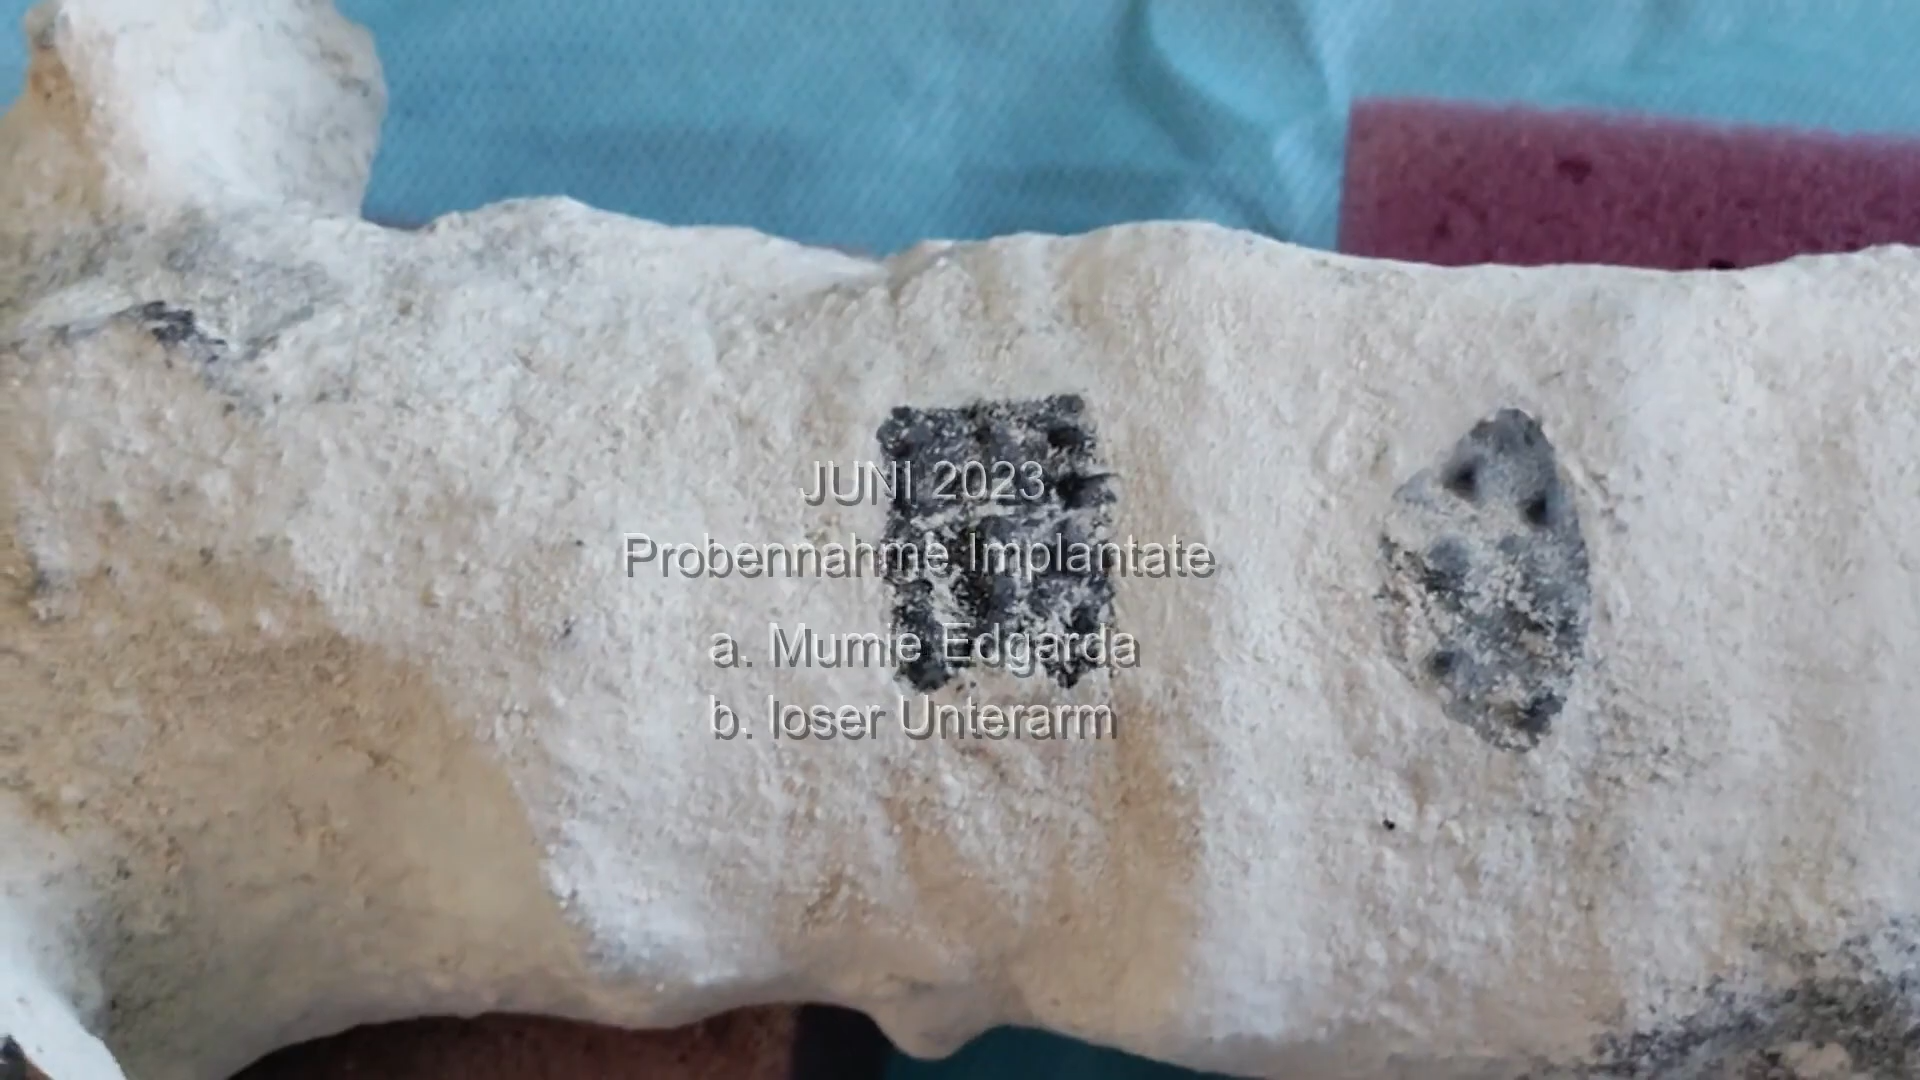 JUNI 2023
Probennahme Implantate
a. Mumie Edgarda
b. loser Unterarm